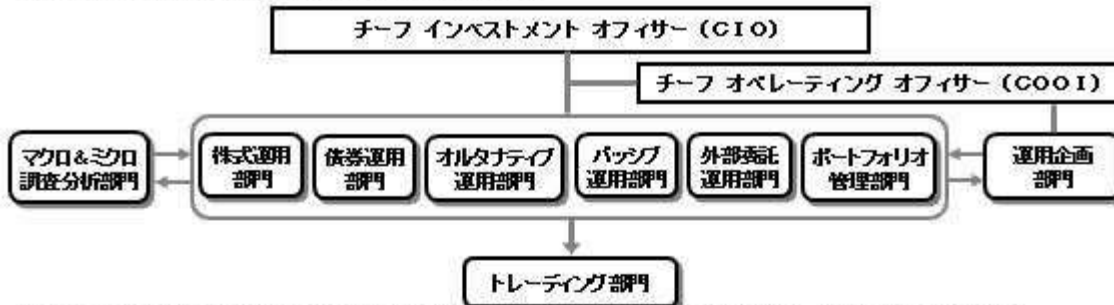 チーフ インベストメント オフィサー（ＣＩＯ）
チーフ オペレーティング オフィサー（ＣＯＯＩ）
マクロ＆ミクロ
調査分析部門
株式運用
部門
債券運用
部門
オルタナティブ
運用部門
パッシブ
運用部門
外部委託
運用部門
ポートフォリオ
管理部門
運用企画
部門
トレーディング部門